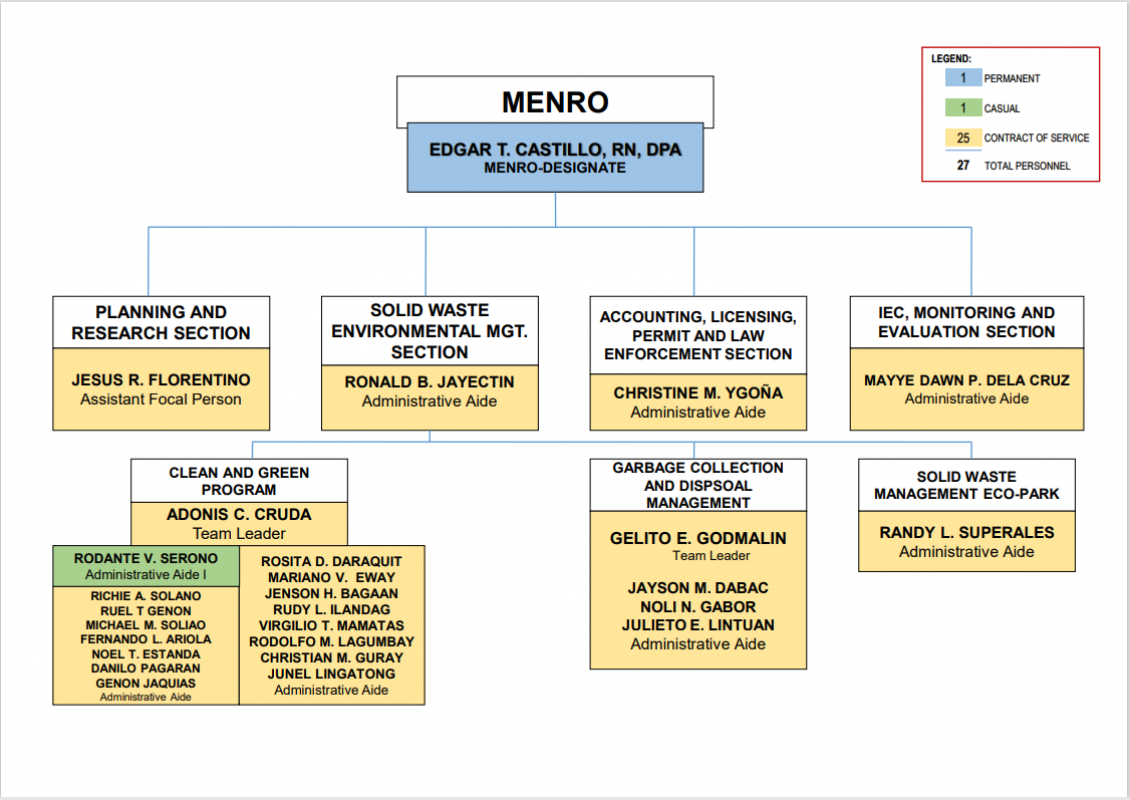 LEGEND:
1 PERMANENT
1 CASUAL
25 CONTRACT OF SERVICE
27 TOTAL PERSONNEL
MENRO
EDGAR T. CASTILLO, RN, DPA
MENRO-DESIGNATE
PLANNING AND
RESEARCH SECTION
JESUS R. FLORENTINO
Assistant Focal Person
SOLID WASTE
ENVIRONMENTAL MGT.
SECTION
RONALD B. JAYECTIN
Administrative Aide
ACCOUNTING, LICENSING,
PERMIT AND LAW
ENFORCEMENT SECTION
CHRISTINE M. YGOÑA
Administrative Aide
IEC, MONITORING AND
EVALUATION SECTION
MAYYE DAWN P. DELA CRUZ
Administrative Aide
CLEAN AND GREEN
PROGRAM
ADONIS C. CRUDA
Team Leader
RODANTE V. SERONO
Administrative Aide I
RICHIE A. SOLANO
RUEL T GENON
MICHAEL M. SOLIAO
FERNANDO L. ARIOLA
NOEL T. ESTANDA
DANILO PAGARAN
GENON JAQUIAS
Administrative Aide
ROSITA D. DARAQUIT
MARIANO V. EWAY
JENSON H. BAGAAN
RUDY L. ILANDAG
VIRGILIO T. MAMATAS
RODOLFO M. LAGUMBAY
CHRISTIAN M. GURAY
JUNEL LINGATONG
Administrative Aide
GARBAGE COLLECTION
AND DISPSOAL
MANAGEMENT
GELITO E. GODMALIN
Team Leader
JAYSON M. DABAC
NOLI N. GABOR
JULIETO E. LINTUAN
Administrative Aide
SOLID WASTE
MANAGEMENT ECO-PARK
RANDY L. SUPERALES
Administrative Aide